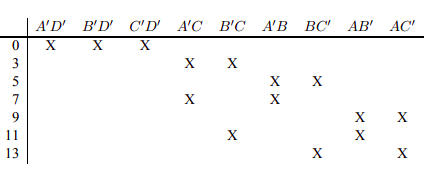 A′D′ B′D′ C′D′ A′C B′C A′B BC′ AB′ AC′
0 X X X
3 X X
5 X X
7 X X
9 X X
11 X X
13 X X